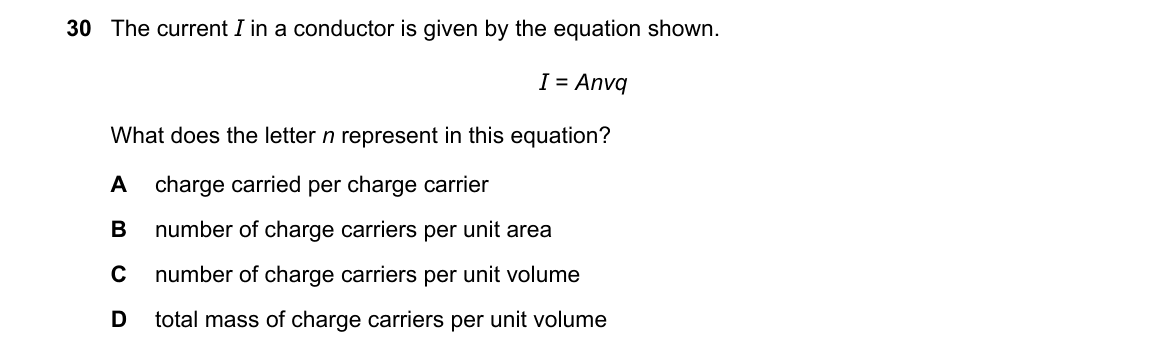 30 The current I in a conductor is given by the equation shown.
I = Anvq
What does the letter n represent in this equation?
A charge carried per charge carrier
B number of charge carriers per unit area
C number of charge carriers per unit volume
D total mass of charge carriers per unit volume